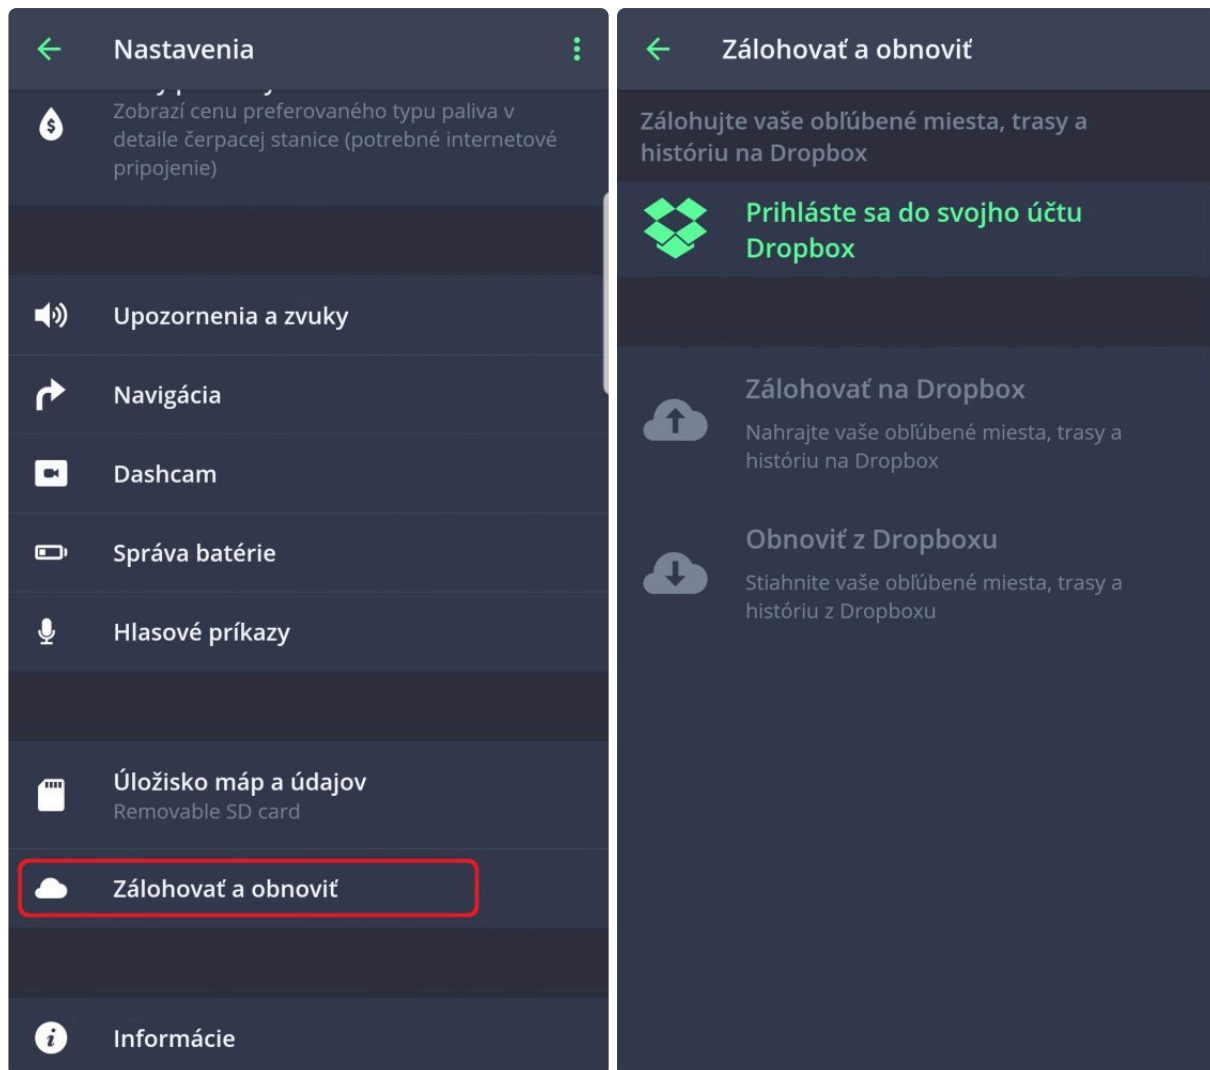 Nastavenia
Zobrazí cenu preferovaného typu paliva v
detaile čerpacej stanice (potrebné internetové
pripojenie)
Upozornenia a zvuky
Navigácia
Dashcam
Správa batérie
Hlasové príkazy
Úložisko máp a údajov
Removable SD card
Zálohovať a obnoviť
Informácie
Zálohovať a obnoviť
Zálohujte vaše obľúbené miesta, trasy a
históriu na Dropbox
Prihláste sa do svojho účtu
Dropbox
Zálohovať na Dropbox
Nahrajte vaše obľúbené miesta, trasy a
históriu na Dropbox
Obnoviť z Dropboxu
Stiahnite vaše obľúbené miesta, trasy a
históriu z Dropboxu